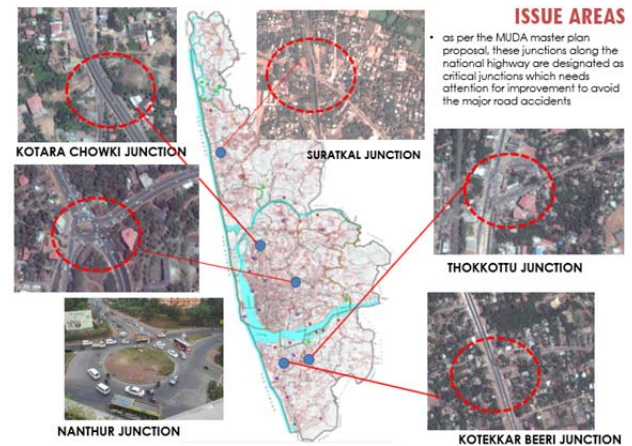 ISSUE AREAS
• as per the MUDA master plan
proposal, these junctions along the
national highway are designated as
critical junctions which needs
attention for improvement to avoid
the major road accidents
KOTARA CHOWKI JUNCTION
SURATKAL JUNCTION
THOKKOTTU JUNCTION
NANTHUR JUNCTION
KOTEKKAR BEERI JUNCTION